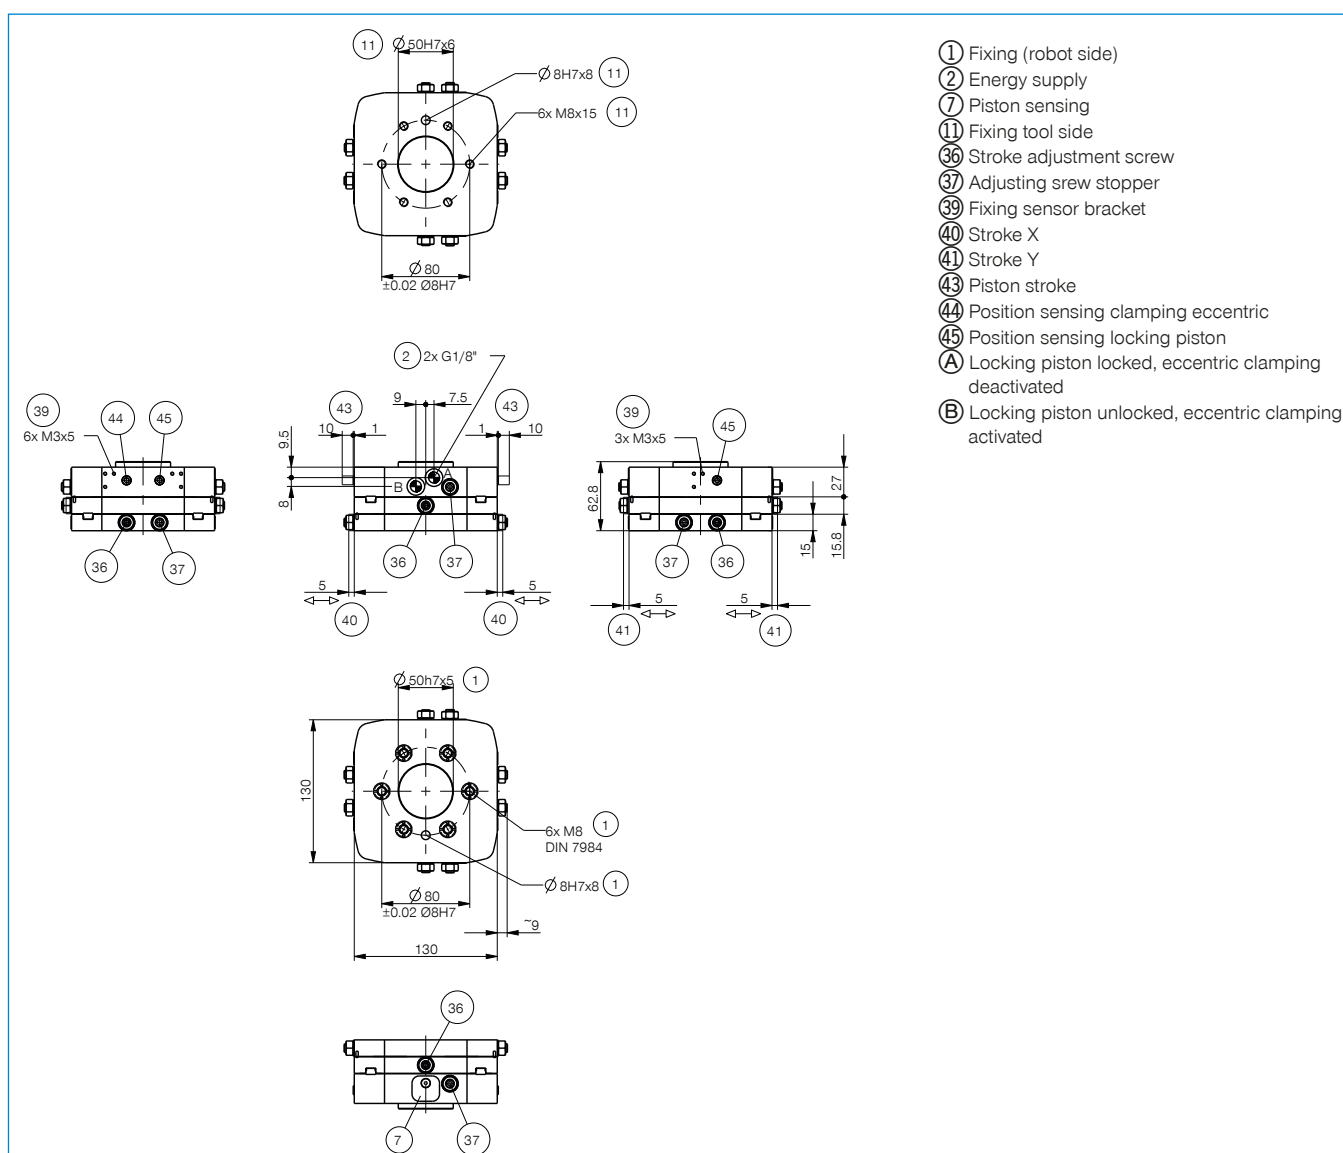 11 Ø 50H7x6
Ø 8H7x8 11
6x M8x15 11
Ø 80
±0.02 Ø8H7
1 Fixing (robot side)
2 Energy supply
7 Piston sensing
11 Fixing tool side
36 Stroke adjustment screw
37 Adjusting srew stopper
39 Fixing sensor bracket
40 Stroke X
41 Stroke Y
43 Piston stroke
44 Position sensing clamping eccentric
45 Position sensing locking piston
A Locking piston locked, eccentric clamping
deactivated
B Locking piston unlocked, eccentric clamping
activated
39 44 45
6x M3x5
36 37
2 2x G1/8"
43 9 7.5 43
10 1 1 10
9.5
8
A
B
36 37
5 5
40 40
39 45
3x M3x5
62.8
27
15
15.8
37 36
5 5
41 41
Ø 50h7x5 1
130
6x M8 1
DIN 7984
Ø 8H7x8 1
Ø 80
±0.02 Ø8H7
~9
130
36
7 37